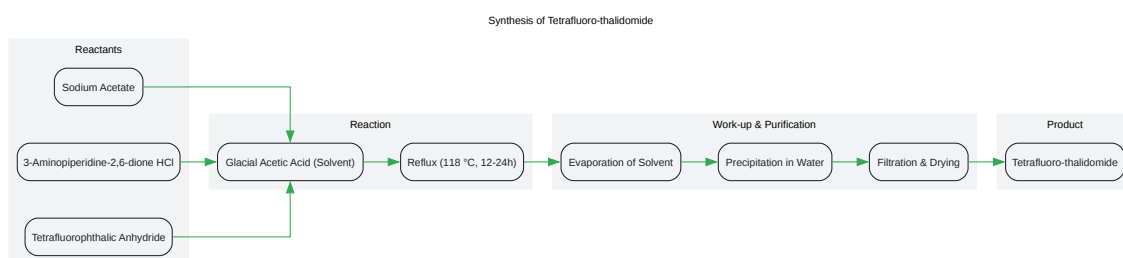 Synthesis of Tetrafluoro-thalidomide
Reactants
Sodium Acetate
3-Aminopiperidine-2,6-dione HCl
Tetrafluorophthalic Anhydride
Reaction
Glacial Acetic Acid (Solvent)
Reflux (118 °C, 12-24h)
Work-up & Purification
Evaporation of Solvent
Precipitation in Water
Filtration & Drying
Product
Tetrafluoro-thalidomide